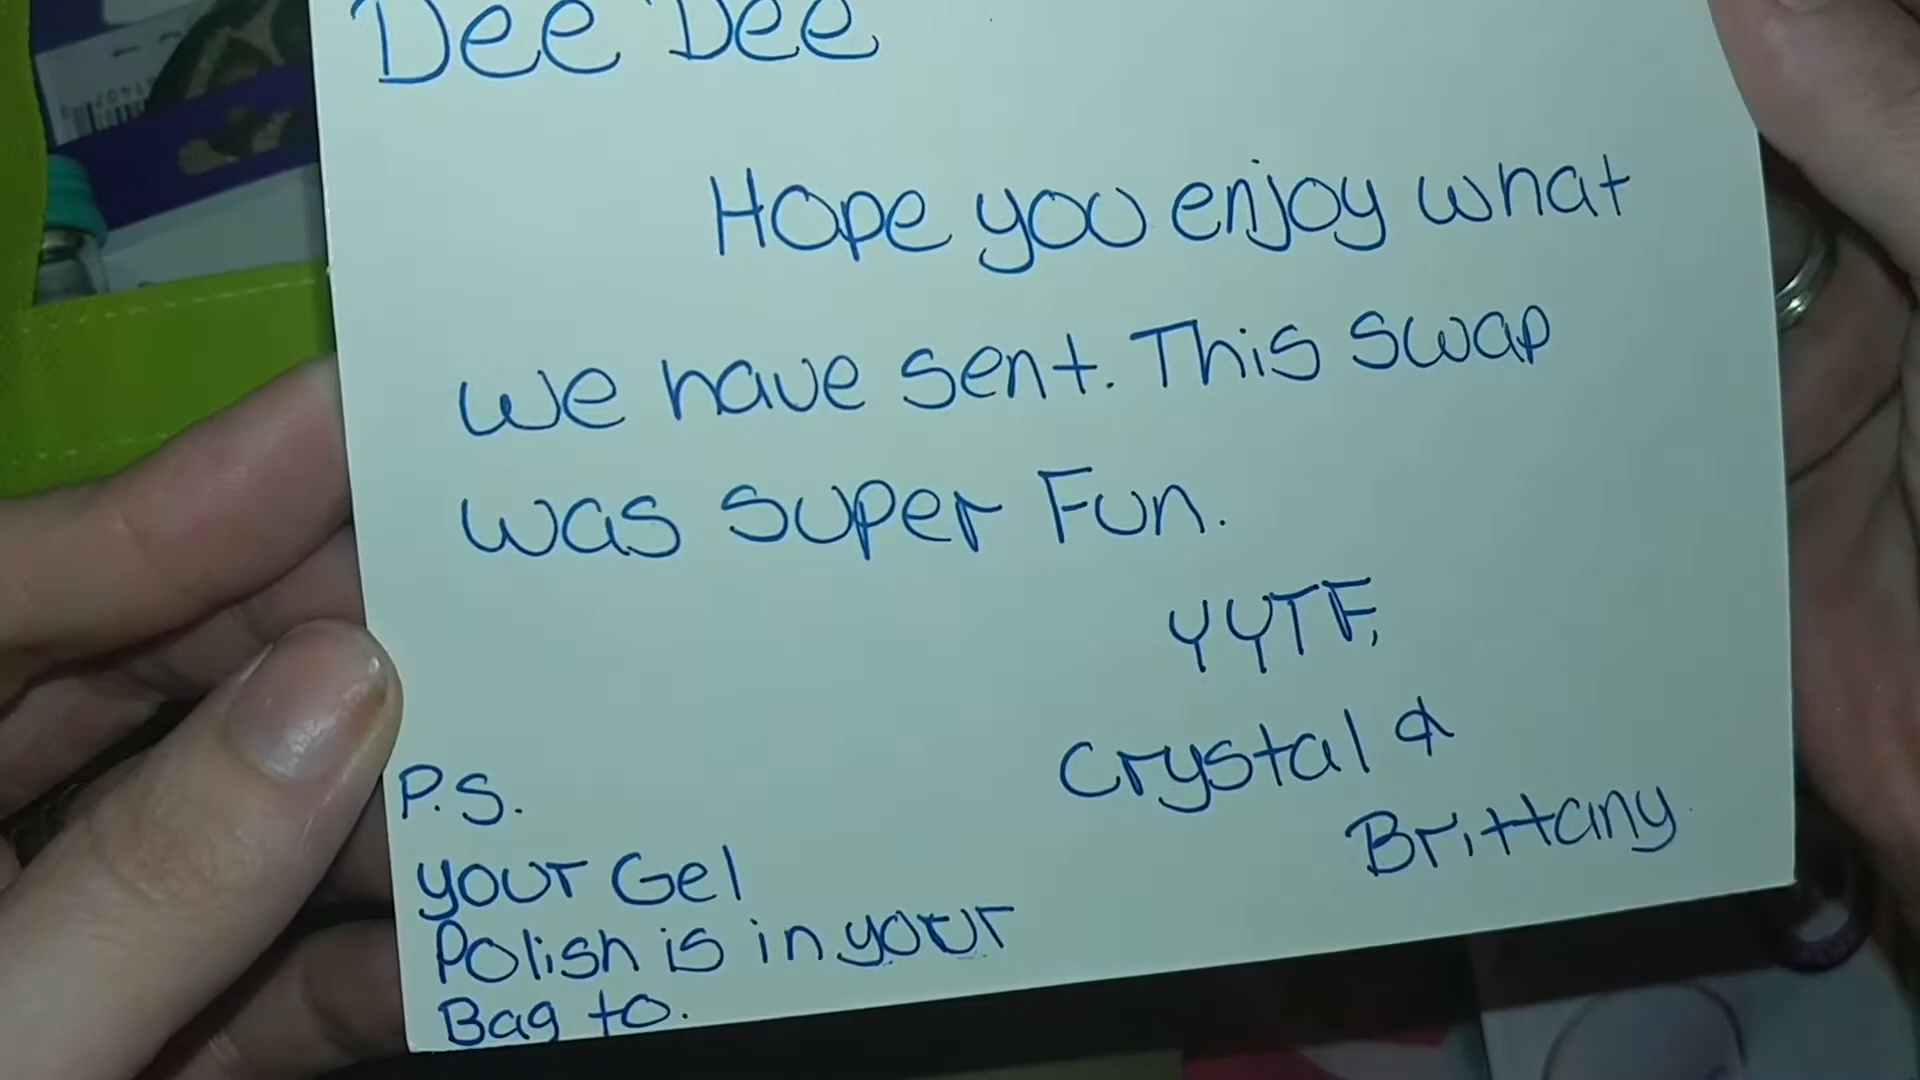 Dee Dee
Hope you enjoy what
we have sent. This swap
was super Fun.
YYTF,
Crystal &
Brittany
P.S.
your Gel
Polish is in your
Bag to.